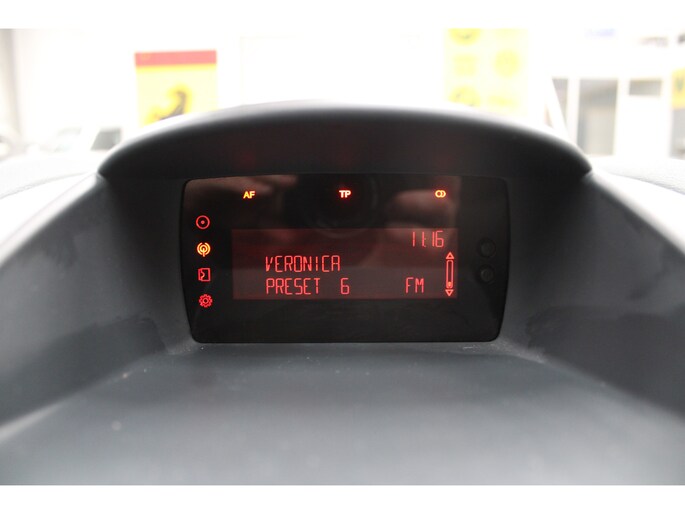 AF TP
11:16
VERONICA
PRESET 6 FM